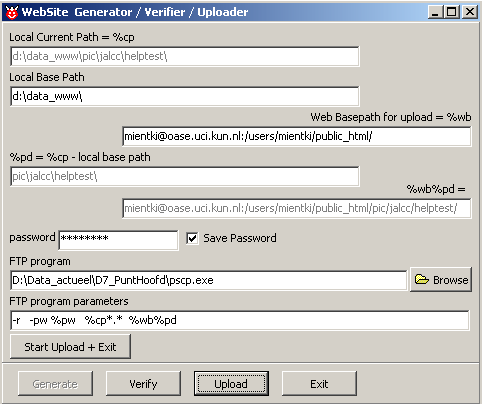 WebSite Generator / Verifier / Uploader
Local Current Path = %cp
d:\data_www\pic\jalcc\helptest\
Local Base Path
d:\data_www\
Web Basepath for upload = %wb
mientki@oase.uci.kun.nl:/users/mientki/public_html/
%pd = %cp - local base path
pic\jalcc\helptest\
%wb%pd =
mientki@oase.uci.kun.nl:/users/mientki/public_html/pic/jalcc/helptest/
password ******** Save Password
FTP program
D:\Data_actueel\D7_PuntHoofd\pscp.exe Browse
FTP program parameters
-r -pw %pw %cp*.* %wb%pd
Start Upload + Exit
Generate Verify Upload Exit